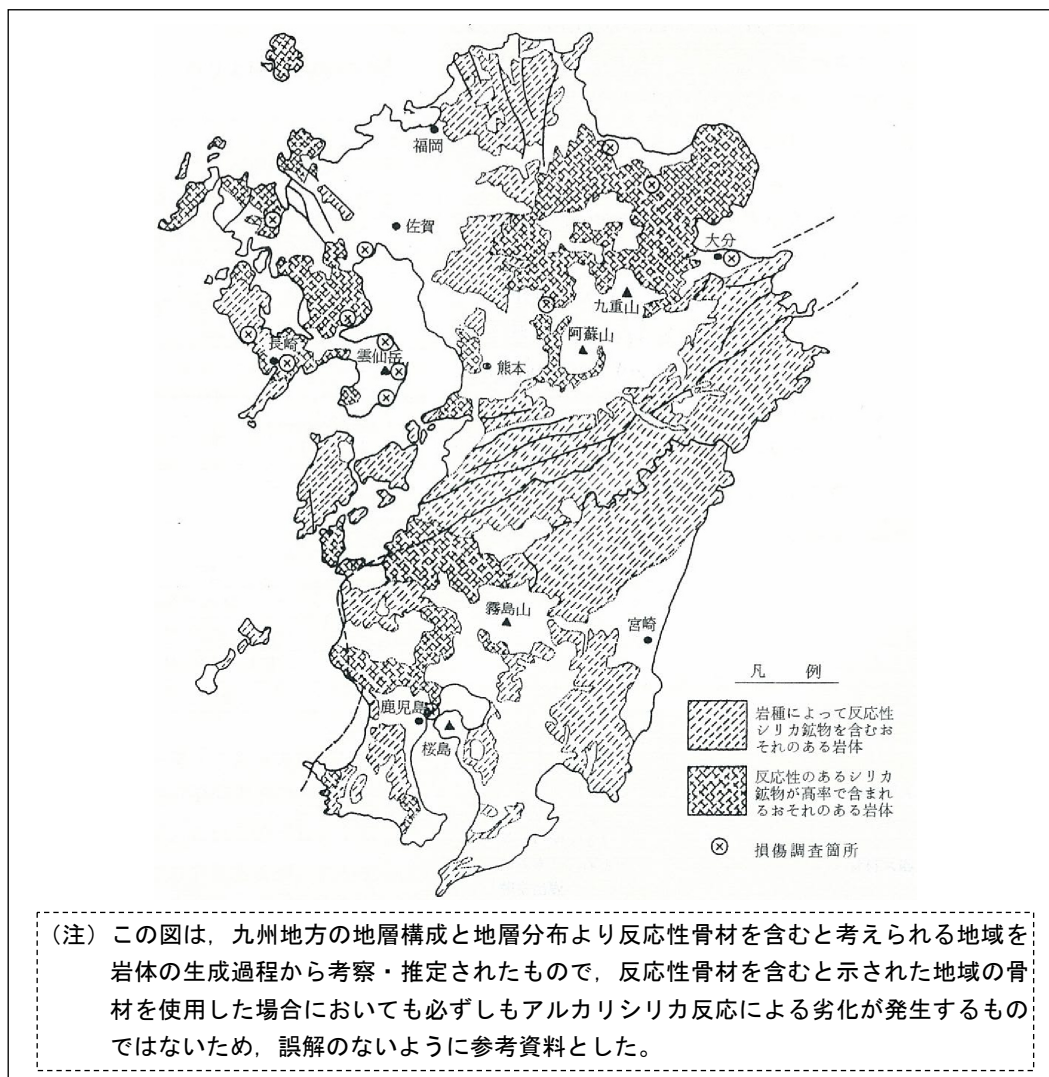 福岡
佐賀
大分
九重山
阿蘇山
長崎
雲仙岳
熊本
霧島山
宮崎
鹿児島
桜島
凡 例
岩種によって反応性
シリカ鉱物を含むお
それのある岩体
反応性のあるシリカ
鉱物が高率で含まれ
るおそれのある岩体
損傷調査箇所
(注) この図は，九州地方の地層構成と地層分布より反応性骨材を含むと考えられる地域を
岩体の生成過程から考察・推定されたもので，反応性骨材を含むと示された地域の骨
材を使用した場合においても必ずしもアルカリシリカ反応による劣化が発生するもの
ではないため，誤解のないように参考資料とした。